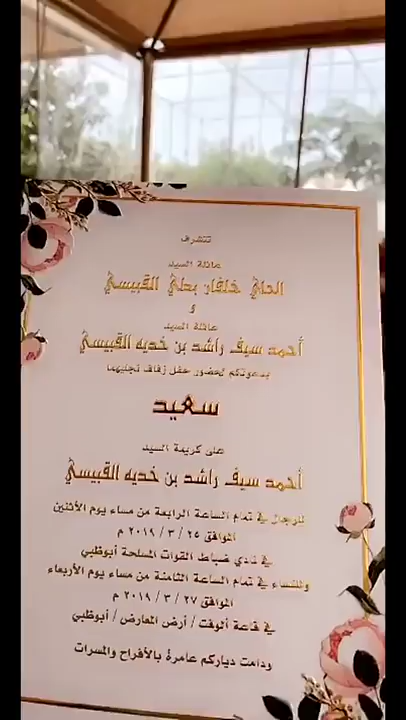 تتشرف
عائلة السيد
الحلي خلفان بطي القبيسي
و
عائلة السيد
أحمد سيف راشد بن خديه القبيسي
بدعوتكم لحضور حفل زفاف نجليهما
سعيد
على كريمة السيد
أحمد سيف راشد بن خديه القبيسي
للرجال في تمام الساعة الرابعة من مساء يوم الأثنين
الموافق ٢٥ / ٣ / ٢٠١٩ م
في نادي ضباط القوات المسلحة أبوظبي
وللنساء في تمام الساعة الثامنة من مساء يوم الأربعاء
الموافق ٢٧ / ٣ / ٢٠١٩ م
في قاعة ألوفت / أرض المعارض / أبوظبي
ودامت دياركم عامرة بالأفراح والمسرات